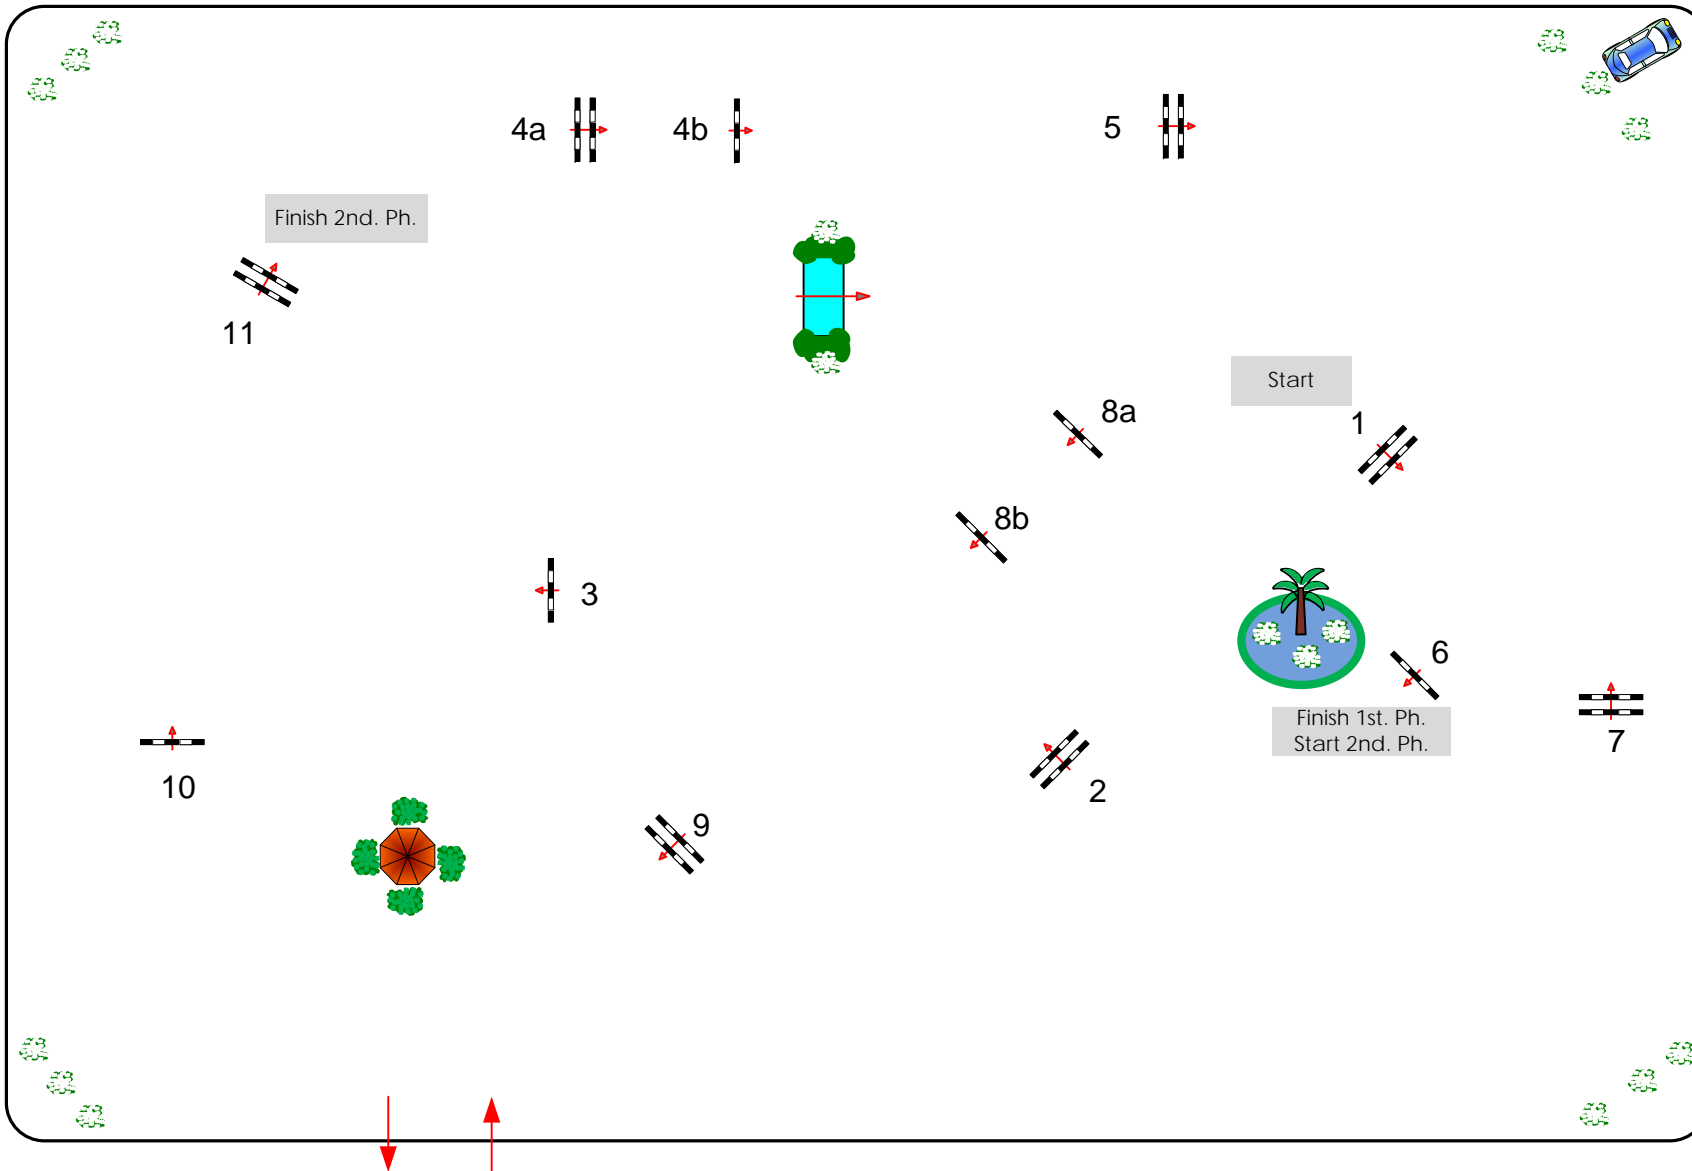 4a
4b
5
Finish 2nd. Ph.
11
Start
8a
1
8b
3
6
Finish 1st. Ph.
Start 2nd. Ph.
7
10
2
9